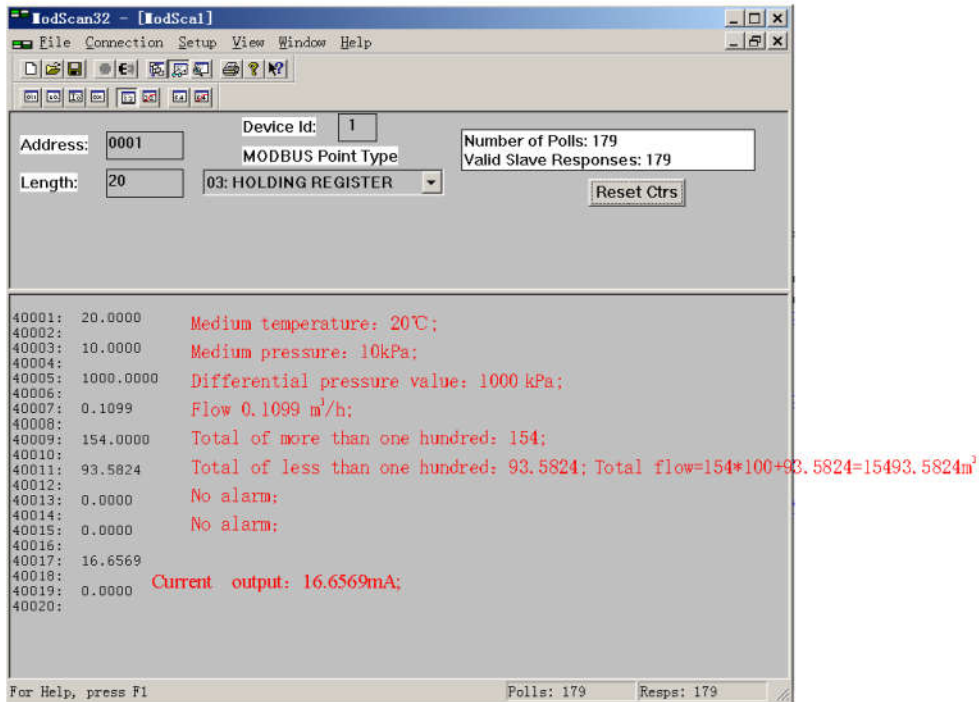 ModScan32 - [ModSca1]
File Connection Setup View Window Help
Address: 0001
Device Id: 1
MODBUS Point Type
Length: 20
03: HOLDING REGISTER
Number of Polls: 179
Valid Slave Responses: 179
Reset Ctrs
40001: 20.0000 Medium temperature: 20℃;
40002:
40003: 10.0000 Medium pressure: 10kPa;
40004:
40005: 1000.0000 Differential pressure value: 1000 kPa;
40006:
40007: 0.1099 Flow 0.1099 m³/h;
40008:
40009: 154.0000 Total of more than one hundred: 154;
40010:
40011: 93.5824 Total of less than one hundred: 93.5824; Total flow=154*100+93.5824=15493.5824m³
40012:
40013: 0.0000 No alarm;
40014:
40015: 0.0000 No alarm;
40016:
40017: 16.6569
40018:
Current output: 16.6569mA;
40019: 0.0000
40020:
For Help, press F1
Polls: 179
Resps: 179